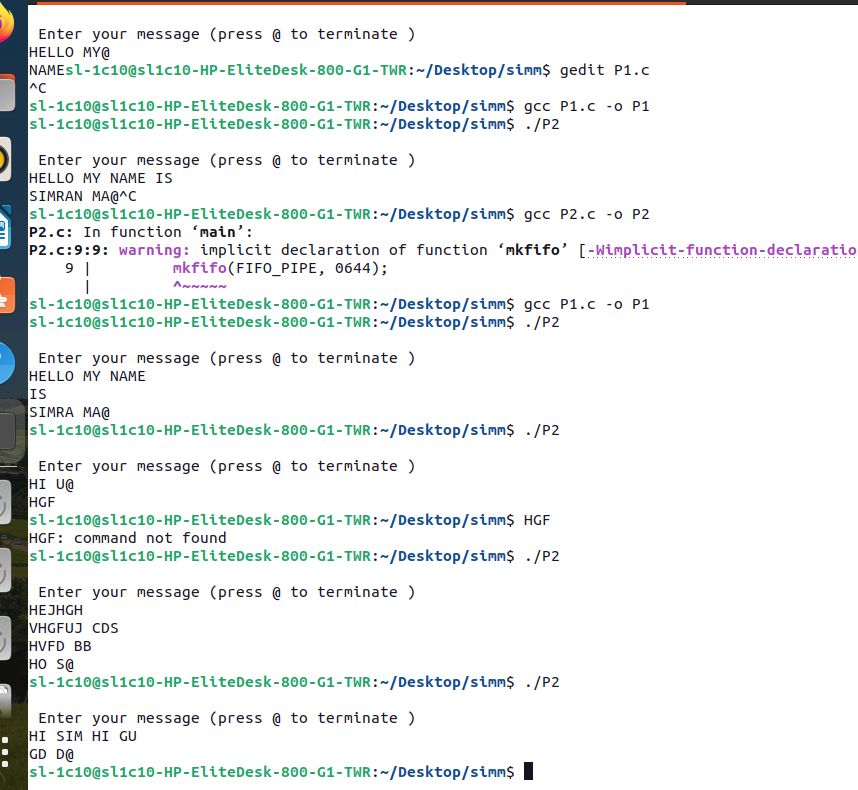 Enter your message (press @ to terminate )
HELLO MY@
NAMEsl-1c10@sl1c10-HP-EliteDesk-800-G1-TWR:~/Desktop/simm$ gedit P1.c
^C
sl-1c10@sl1c10-HP-EliteDesk-800-G1-TWR:~/Desktop/simm$ gcc P1.c -o P1
sl-1c10@sl1c10-HP-EliteDesk-800-G1-TWR:~/Desktop/simm$ ./P2
Enter your message (press @ to terminate )
HELLO MY NAME IS
SIMRAN MA@^C
sl-1c10@sl1c10-HP-EliteDesk-800-G1-TWR:~/Desktop/simm$ gcc P2.c -o P2
P2.c: In function ‘main’:
P2.c:9:9: warning: implicit declaration of function ‘mkfifo’ [-Wimplicit-function-declaratio
9 | mkfifo(FIFO_PIPE, 0644);
| ^~~~~~
sl-1c10@sl1c10-HP-EliteDesk-800-G1-TWR:~/Desktop/simm$ gcc P1.c -o P1
sl-1c10@sl1c10-HP-EliteDesk-800-G1-TWR:~/Desktop/simm$ ./P2
Enter your message (press @ to terminate )
HELLO MY NAME
IS
SIMRA MA@
sl-1c10@sl1c10-HP-EliteDesk-800-G1-TWR:~/Desktop/simm$ ./P2
Enter your message (press @ to terminate )
HI U@
HGF
sl-1c10@sl1c10-HP-EliteDesk-800-G1-TWR:~/Desktop/simm$ HGF
HGF: command not found
sl-1c10@sl1c10-HP-EliteDesk-800-G1-TWR:~/Desktop/simm$ ./P2
Enter your message (press @ to terminate )
HEJHGH
VHGFUJ CDS
HVFD BB
HO S@
sl-1c10@sl1c10-HP-EliteDesk-800-G1-TWR:~/Desktop/simm$ ./P2
Enter your message (press @ to terminate )
HI SIM HI GU
GD D@
sl-1c10@sl1c10-HP-EliteDesk-800-G1-TWR:~/Desktop/simm$